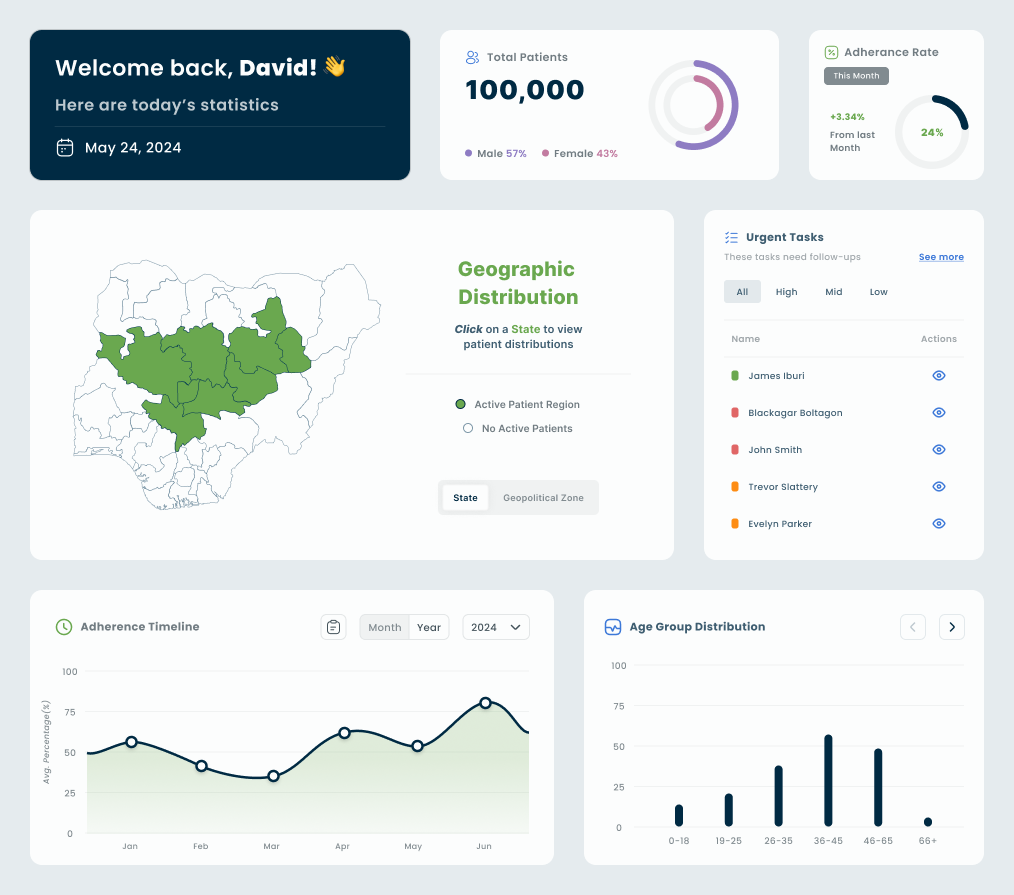 Welcome back, David! 👋
Here are today's statistics
May 24, 2024
Total Patients
100,000
Male 57% Female 43%
Adherance Rate
This Month
+3.34%
From last
Month
24%
Geographic
Distribution
Click on a State to view
patient distributions
Active Patient Region
No Active Patients
State Geopolitical Zone
Urgent Tasks
These tasks need follow-ups See more
All High Mid Low
Name Actions
James Iburi
Blackagar Boltagon
John Smith
Trevor Slattery
Evelyn Parker
Adherence Timeline
Month Year 2024
Avg. Percentage(%)
100
75
50
25
0
Jan Feb Mar Apr May Jun
Age Group Distribution
100
75
50
25
0
0-18 19-25 26-35 36-45 46-65 66+